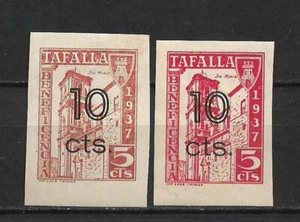 TAFALLA
BENEFICENCIA
1937
10
cts.
5
cts
TAFALLA
BENEFICENCIA
1937
10
cts.
5
cts